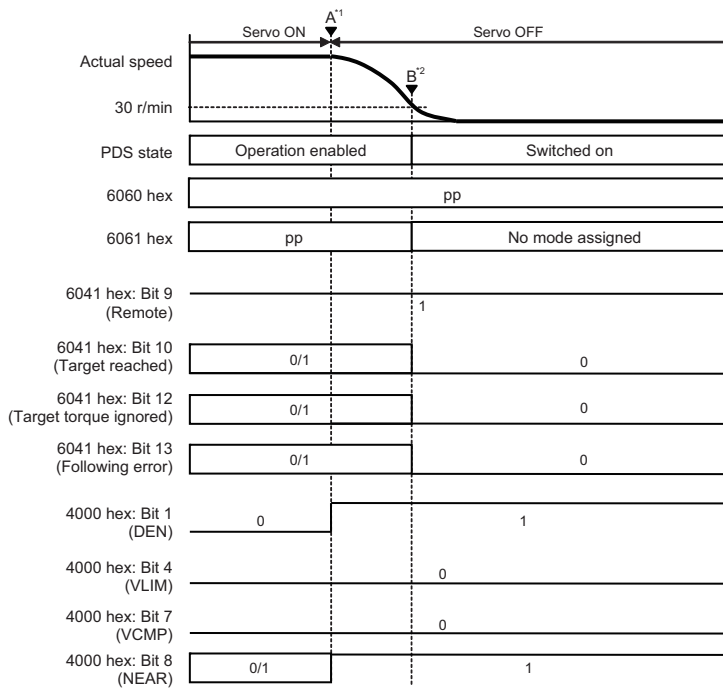 A*1
Servo ON
Servo OFF
Actual speed
B*2
30 r/min
PDS state
Operation enabled
Switched on
6060 hex
pp
6061 hex
pp
No mode assigned
6041 hex: Bit 9
(Remote)
1
6041 hex: Bit 10
(Target reached)
0/1
0
6041 hex: Bit 12
(Target torque ignored)
0/1
0
6041 hex: Bit 13
(Following error)
0/1
0
4000 hex: Bit 1
(DEN)
0
1
4000 hex: Bit 4
(VLIM)
0
4000 hex: Bit 7
(VCMP)
0
4000 hex: Bit 8
(NEAR)
0/1
1